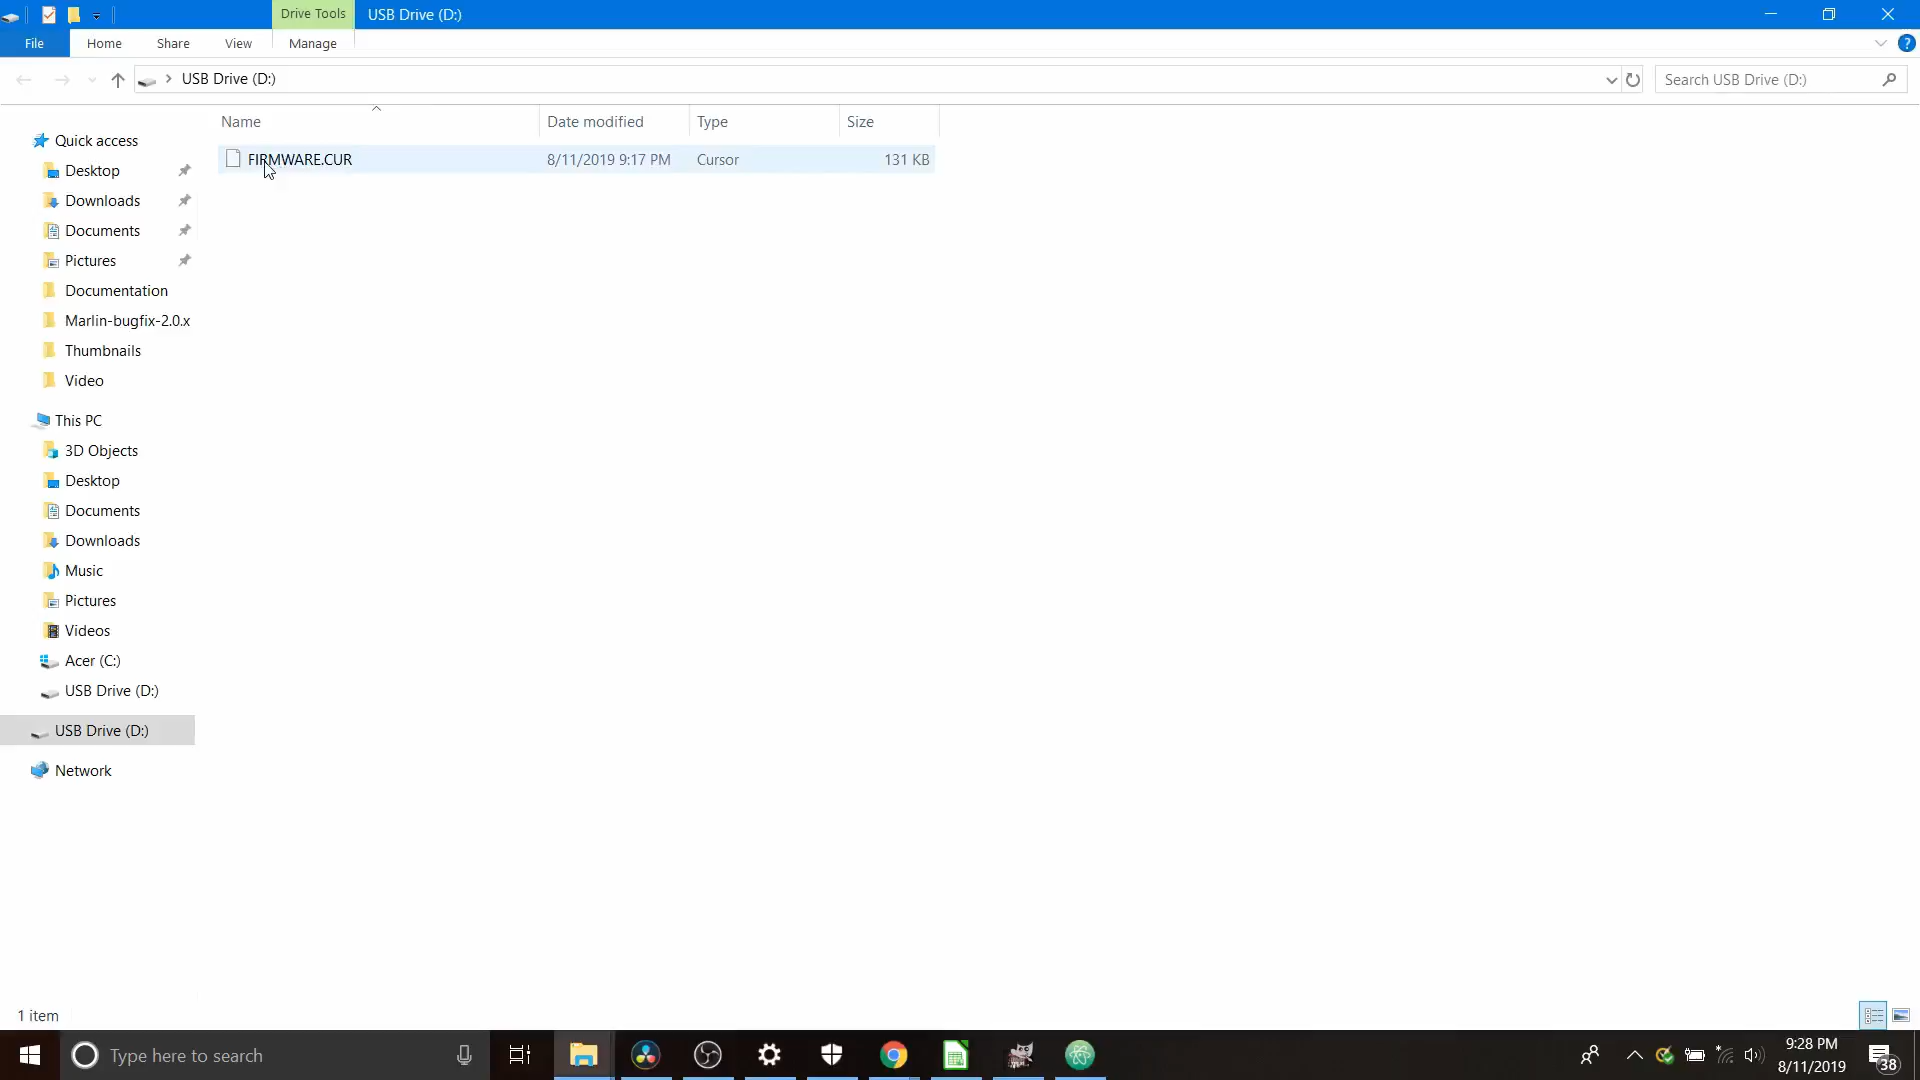 Drive Tools USB Drive (D:)
File Home Share View Manage
USB Drive (D:) Search USB Drive (D:)
Name Date modified Type Size
FIRMWARE.CUR 8/11/2019 9:17 PM Cursor 131 KB
Quick access
Desktop
Downloads
Documents
Pictures
Documentation
Marlin-bugfix-2.0.x
Thumbnails
Video
This PC
3D Objects
Desktop
Documents
Downloads
Music
Pictures
Videos
Acer (C:)
USB Drive (D:)
USB Drive (D:)
Network
1 item
Type here to search
9:28 PM
8/11/2019
38